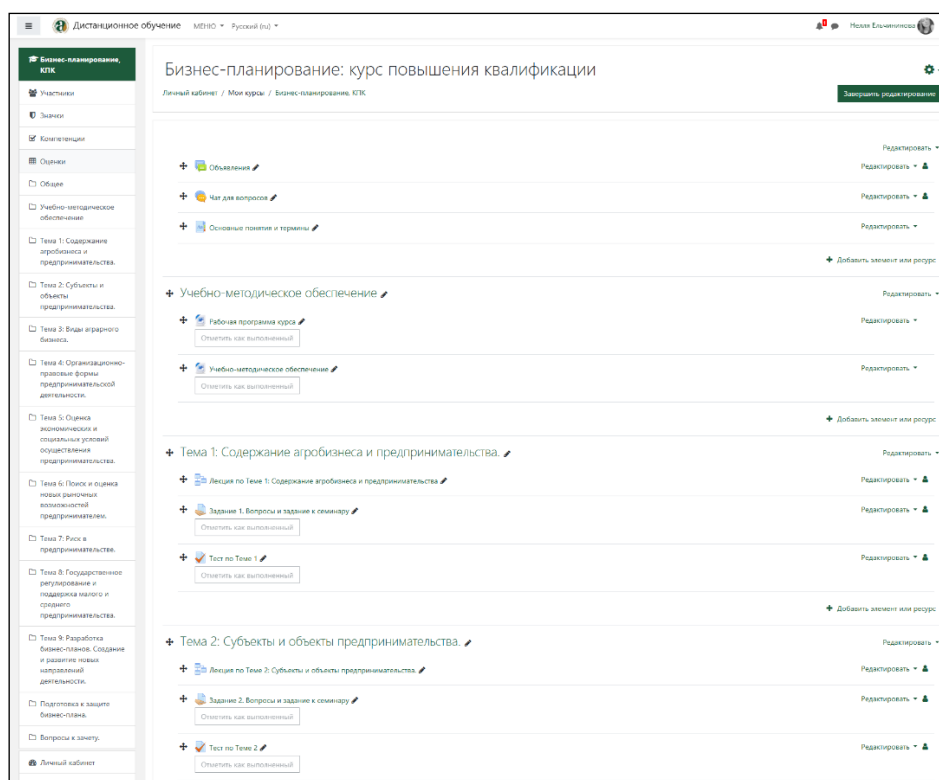 Дистанционное обучение МЕНЮ Русский (ru)
1 Нелля Ельчининова
Бизнес-планирование, КПК
Участники
Значки
Компетенции
Оценки
Общее
Учебно-методическое
обеспечение
Тема 1: Содержание
агробизнеса и
предпринимательства.
Тема 2: Субъекты и
объекты
предпринимательства.
Тема 3: Виды аграрного
бизнеса.
Тема 4: Организационно-
правовые формы
предпринимательской
деятельности.
Тема 5: Оценка
экономических и
социальных условий
осуществления
предпринимательства.
Тема 6: Поиск и оценка
новых рыночных
возможностей
предпринимателем.
Тема 7: Риск в
предпринимательстве.
Тема 8: Государственное
регулирование и
поддержка малого и
среднего
предпринимательства.
Тема 9: Разработка
бизнес-планов. Создание
и развитие новых
направлений
деятельности.
Подготовка к защите
бизнес-плана.
Вопросы к зачету.
Личный кабинет
Бизнес-планирование: курс повышения квалификации
Личный кабинет / Мои курсы / Бизнес-планирование, КПК
Завершить редактирование
Редактировать
Объявления Редактировать
Чат для вопросов Редактировать
Основные понятия и термины Редактировать
Добавить элемент или ресурс
Учебно-методическое обеспечение Редактировать
Рабочая программа курса Редактировать
Отметить как выполненный
Учебно-методическое обеспечение Редактировать
Отметить как выполненный
Добавить элемент или ресурс
Тема 1: Содержание агробизнеса и предпринимательства. Редактировать
Лекция по Теме 1: Содержание агробизнеса и предпринимательства Редактировать
Задание 1. Вопросы и задание к семинару Редактировать
Отметить как выполненный
Тест по Теме 1 Редактировать
Отметить как выполненный
Добавить элемент или ресурс
Тема 2: Субъекты и объекты предпринимательства. Редактировать
Лекция по Теме 2: Субъекты и объекты предпринимательства. Редактировать
Задание 2. Вопросы и задание к семинару Редактировать
Отметить как выполненный
Тест по Теме 2 Редактировать
Отметить как выполненный